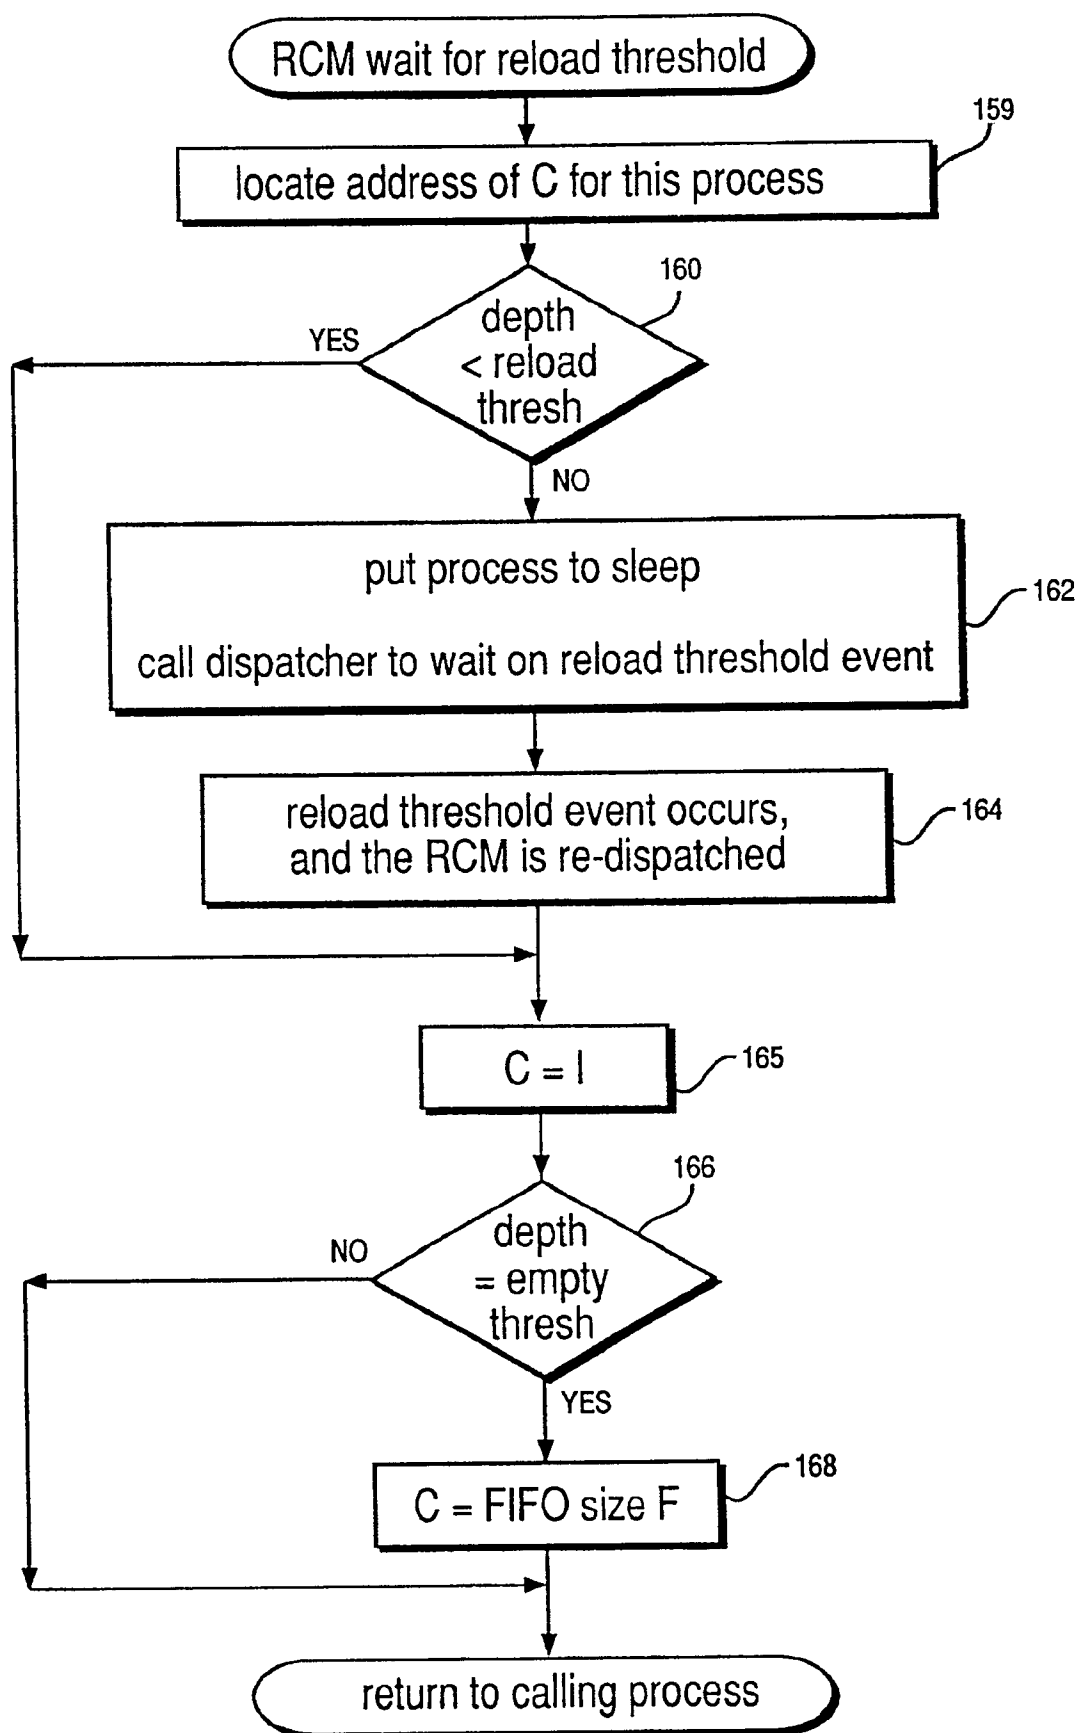 RCM wait for reload threshold
159
locate address of C for this process
160
YES
depth
< reload
thresh
NO
put process to sleep
162
call dispatcher to wait on reload threshold event
reload threshold event occurs,
164
and the RCM is re-dispatched
C = I
165
166
NO
depth
= empty
thresh
YES
C = FIFO size F
168
return to calling process